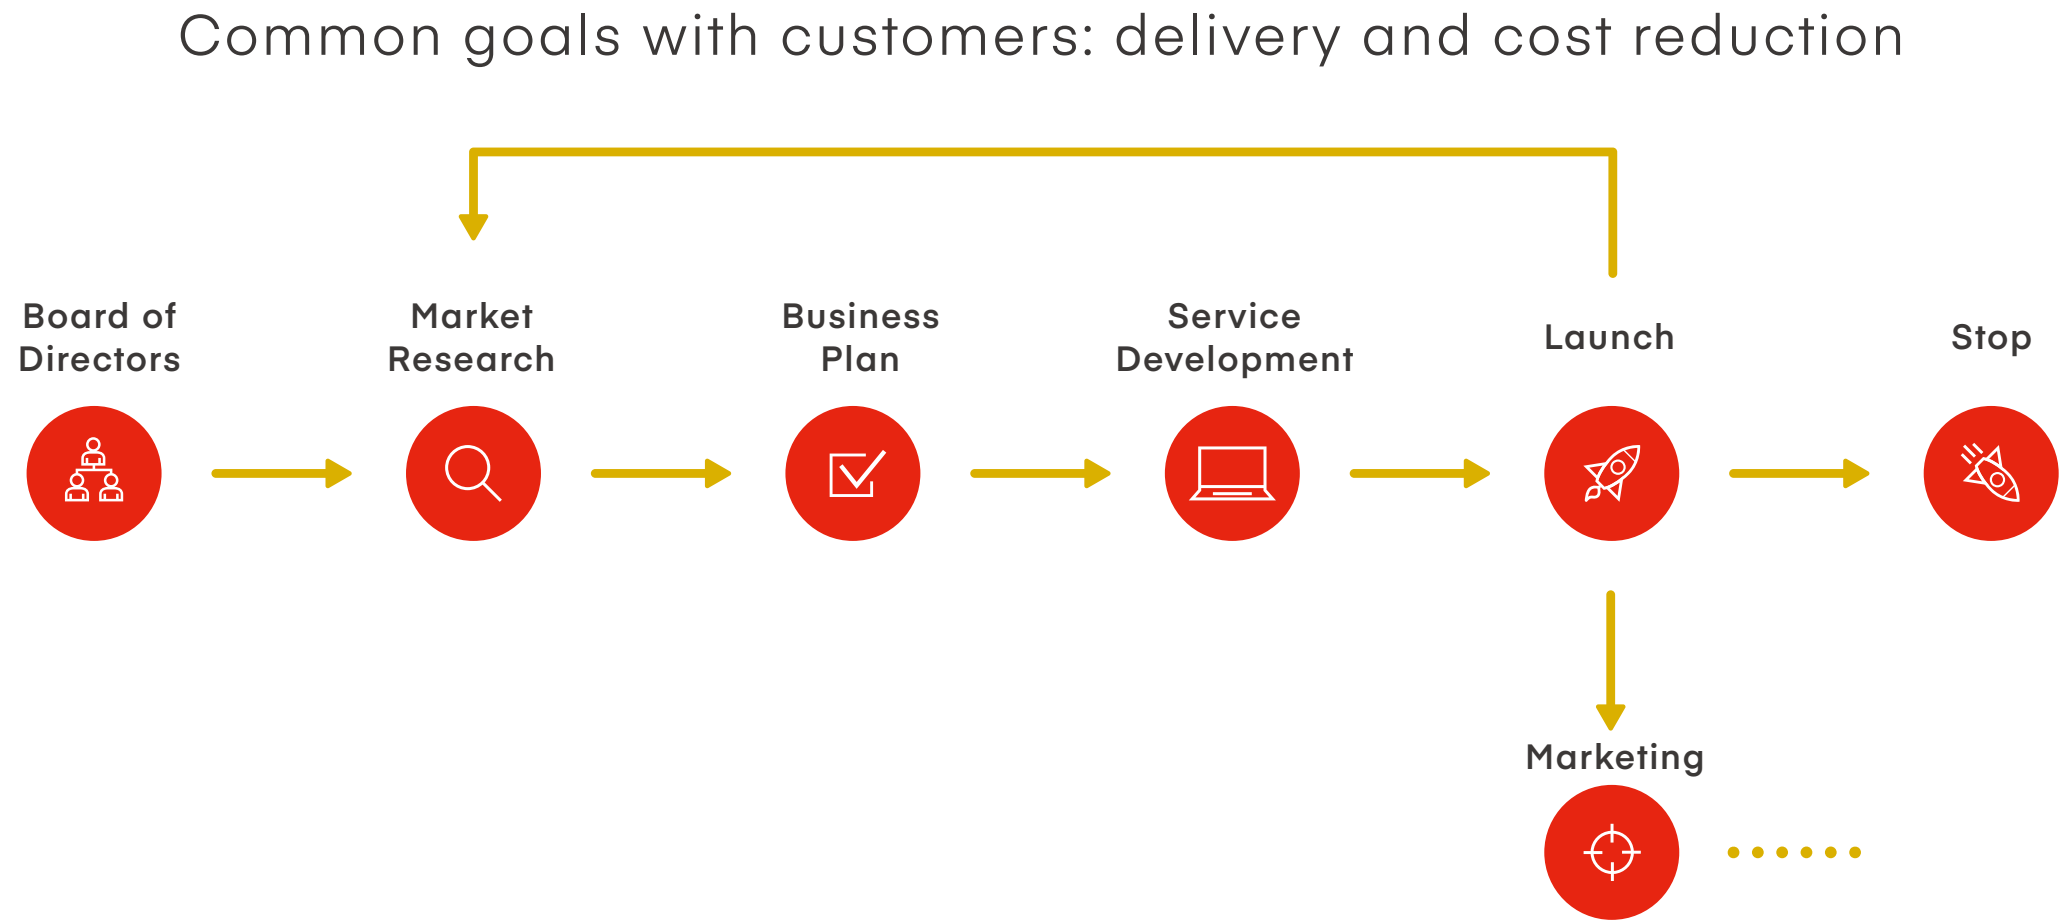 Common goals with customers: delivery and cost reduction
Board of
Directors
Market
Research
Business
Plan
Service
Development
Launch
Stop
Marketing